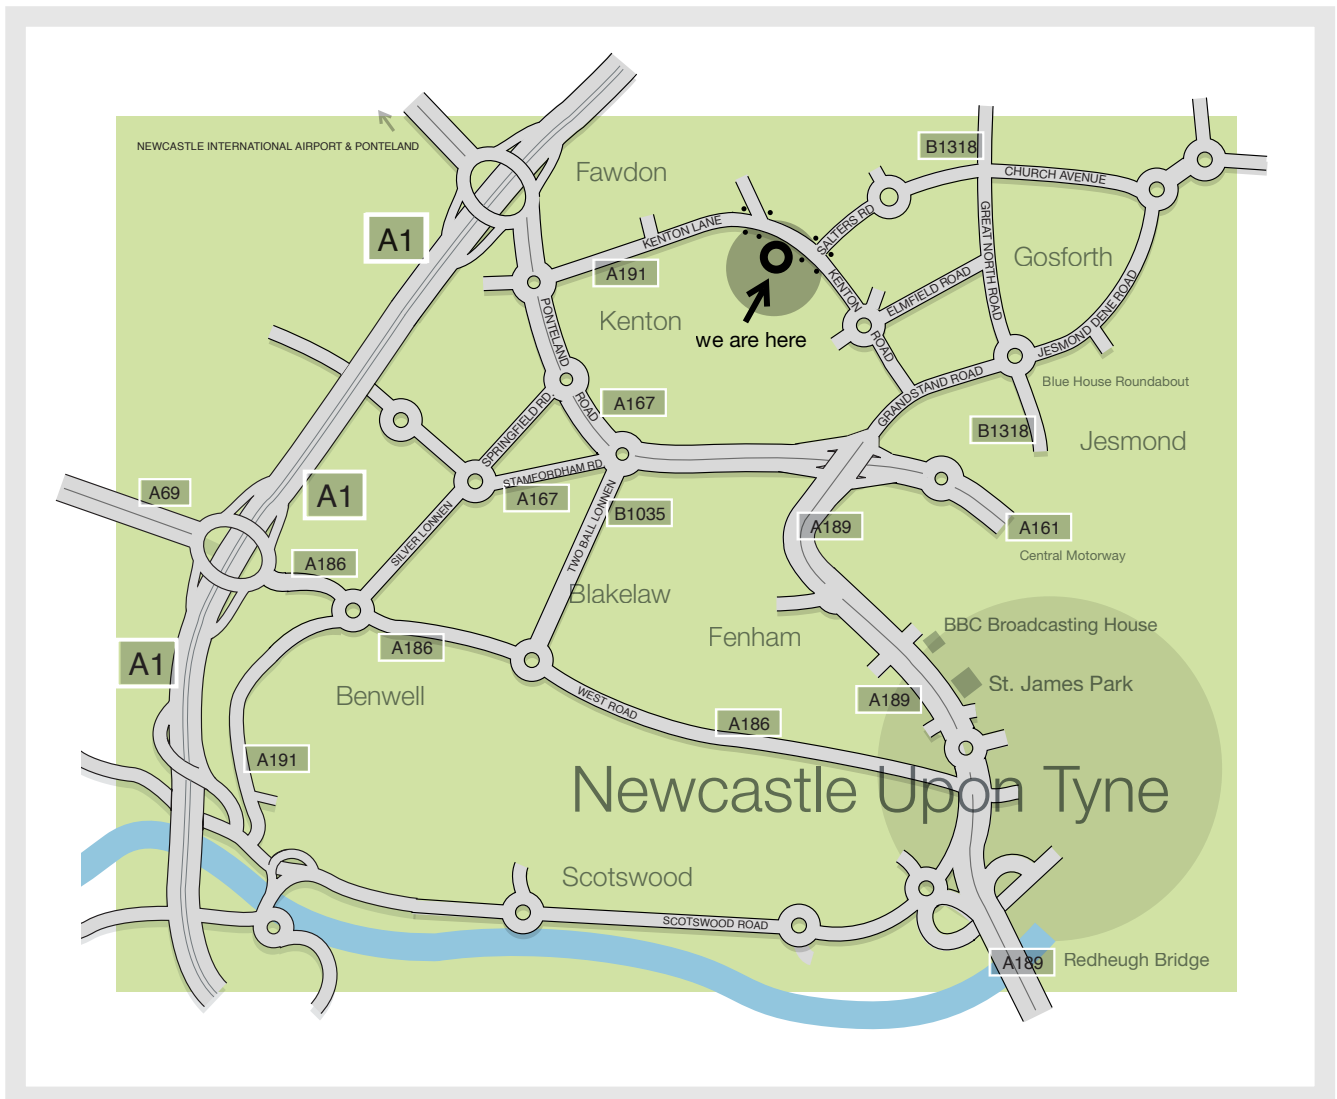 B1318
NEWCASTLE INTERNATIONAL AIRPORT & PONTELAND
Fawdon
CHURCH AVENUE
A1
KENTON LANE
SALTERS RD
GREAT NORTH ROAD
Gosforth
A191
KENTON
ROAD
ELMFIELD ROAD
Kenton
we are here
PONTELAND
ROAD
JESMOND DENE ROAD
Blue House Roundabout
GRANDSTAND ROAD
A167
SPRINGFIELD RD
B1318
Jesmond
STAMFORDHAM RD
A69
A1
A167
B1035
A189
A161
Central Motorway
SILVER LONNEN
TWO BALL LONNEN
A186
Blakelaw
BBC Broadcasting House
Fenham
A186
A1
St. James Park
Benwell
WEST ROAD
A189
A186
A191
Newcastle Upon Tyne
Scotswood
SCOTSWOOD ROAD
A189
Redheugh Bridge